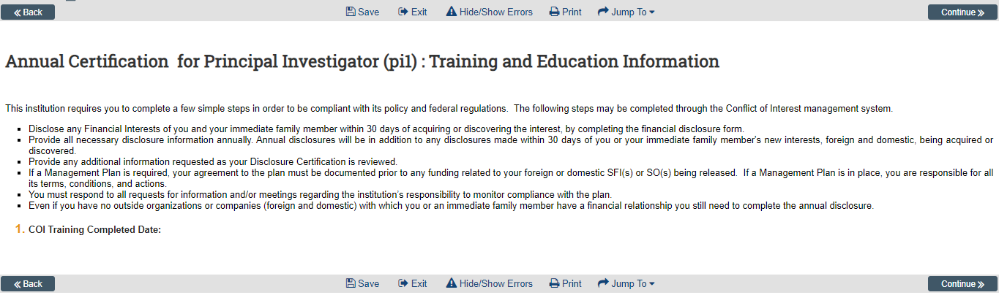 Back Save Exit Hide/Show Errors Print Jump To Continue
Annual Certification  for Principal Investigator (pi1) : Training and Education Information
This institution requires you to complete a few simple steps in order to be compliant with its policy and federal regulations.  The following steps may be completed through the Conflict of Interest management system.
Disclose any Financial Interests of you and your immediate family member within 30 days of acquiring or discovering the interest, by completing the financial disclosure form.
Provide all necessary disclosure information annually. Annual disclosures will be in addition to any disclosures made within 30 days of you or your immediate family member's new interests, foreign and domestic, being acquired or
discovered.
Provide any additional information requested as your Disclosure Certification is reviewed.
If a Management Plan is required, your agreement to the plan must be documented prior to any funding related to your foreign or domestic SFI(s) or SO(s) being released.  If a Management Plan is in place, you are responsible for all
its terms, conditions, and actions.
You must respond to all requests for information and/or meetings regarding the institution's responsibility to monitor compliance with the plan.
Even if you have no outside organizations or companies (foreign and domestic) with which you or an immediate family member have a financial relationship you still need to complete the annual disclosure.
1. COI Training Completed Date:
Back Save Exit Hide/Show Errors Print Jump To Continue